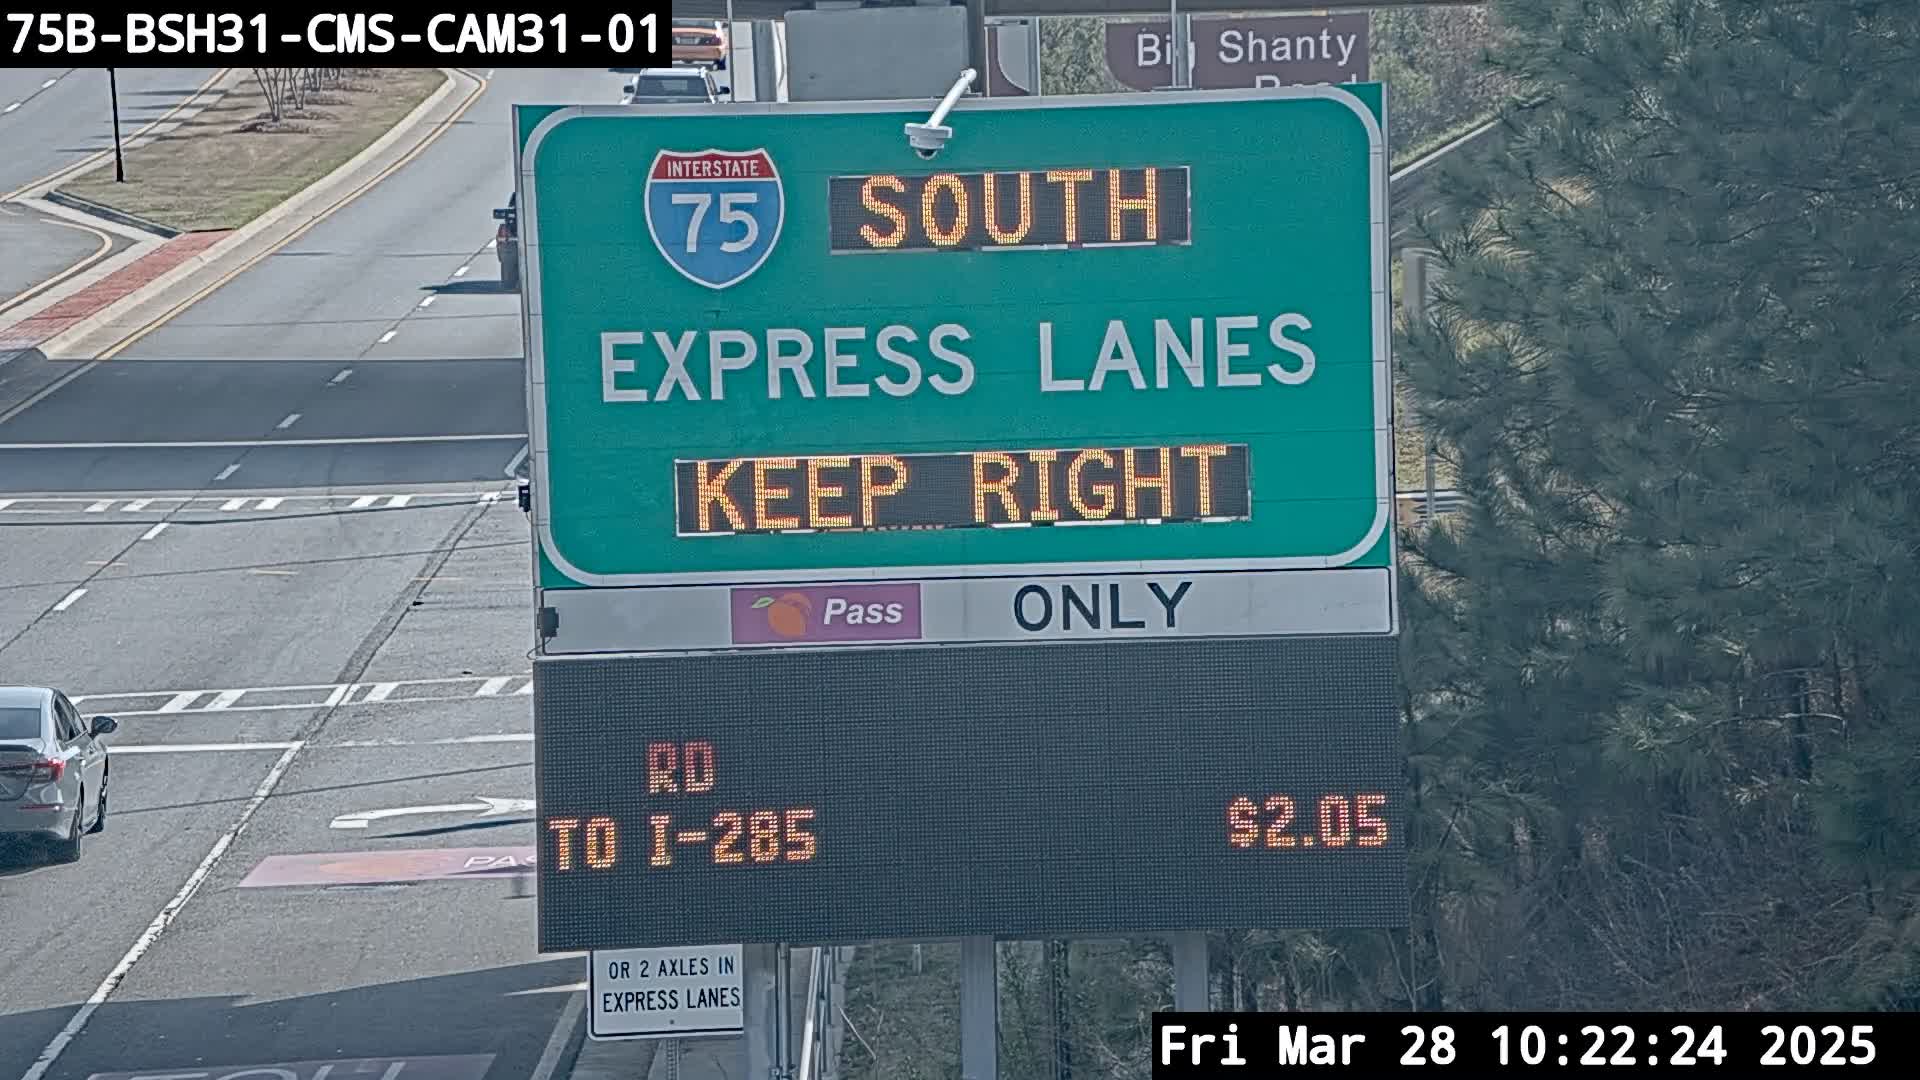 75B-BSH31-CMS-CAM31-01
Big Shanty
Road
INTERSTATE
75
SOUTH
EXPRESS LANES
KEEP RIGHT
Pass
ONLY
RD
TO I-285
$2.05
OR 2 AXLES IN
EXPRESS LANES
Fri Mar 28 10:22:24 2025